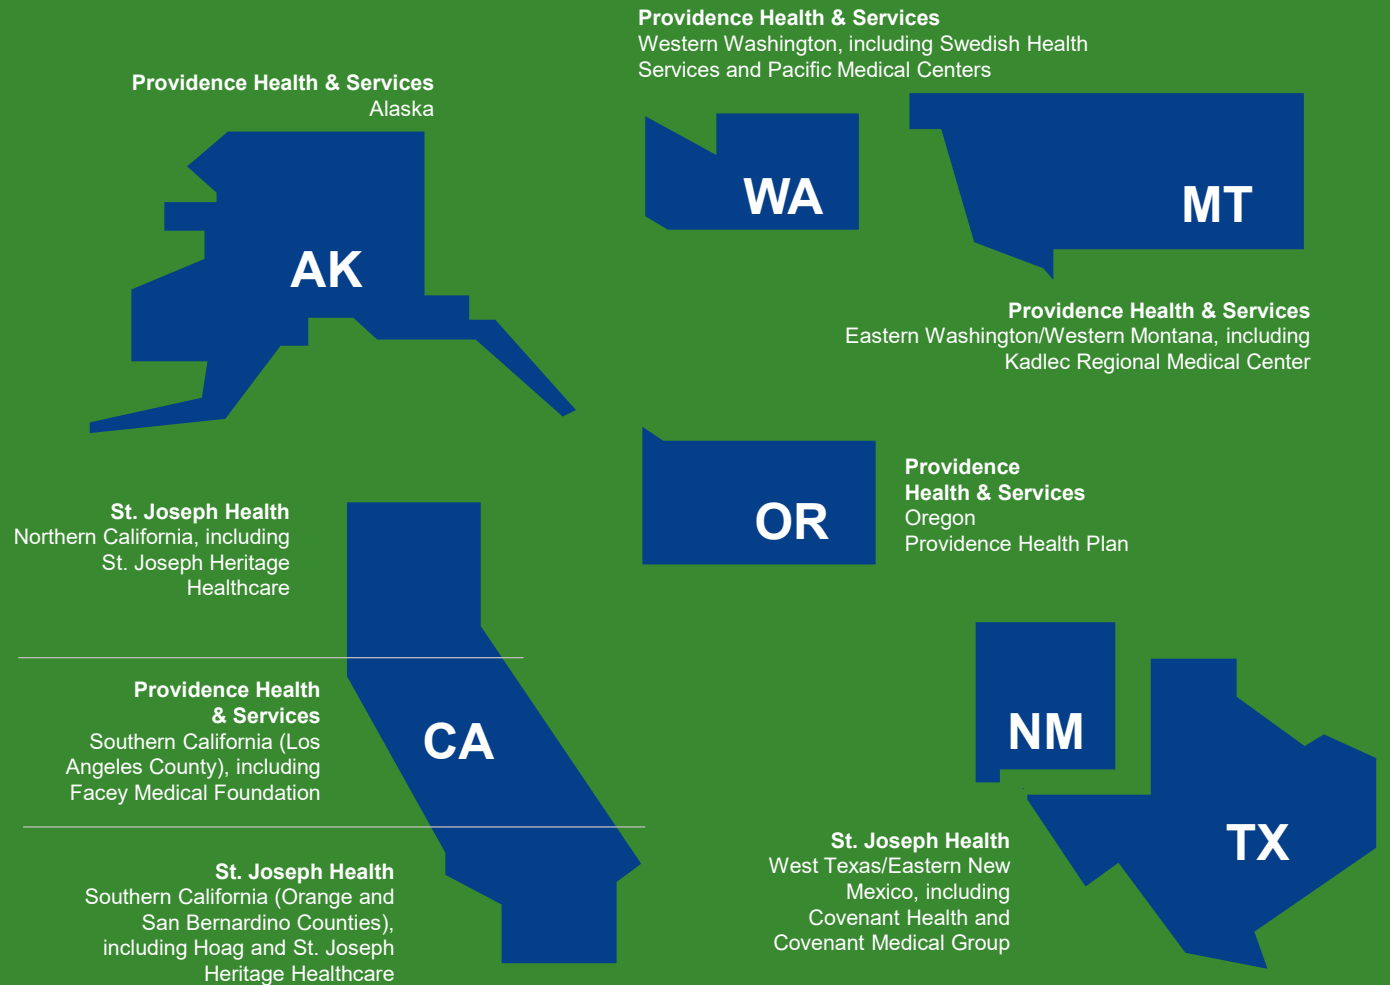 Providence Health & Services
Western Washington, including Swedish Health
Services and Pacific Medical Centers
Providence Health & Services
Alaska
AK
WA
MT
Providence Health & Services
Eastern Washington/Western Montana, including
Kadlec Regional Medical Center
OR
Providence
Health & Services
Oregon
Providence Health Plan
St. Joseph Health
Northern California, including
St. Joseph Heritage
Healthcare
Providence Health
& Services
Southern California (Los
Angeles County), including
Facey Medical Foundation
CA
St. Joseph Health
Southern California (Orange and
San Bernardino Counties),
including Hoag and St. Joseph
Heritage Healthcare
NM
TX
St. Joseph Health
West Texas/Eastern New
Mexico, including
Covenant Health and
Covenant Medical Group